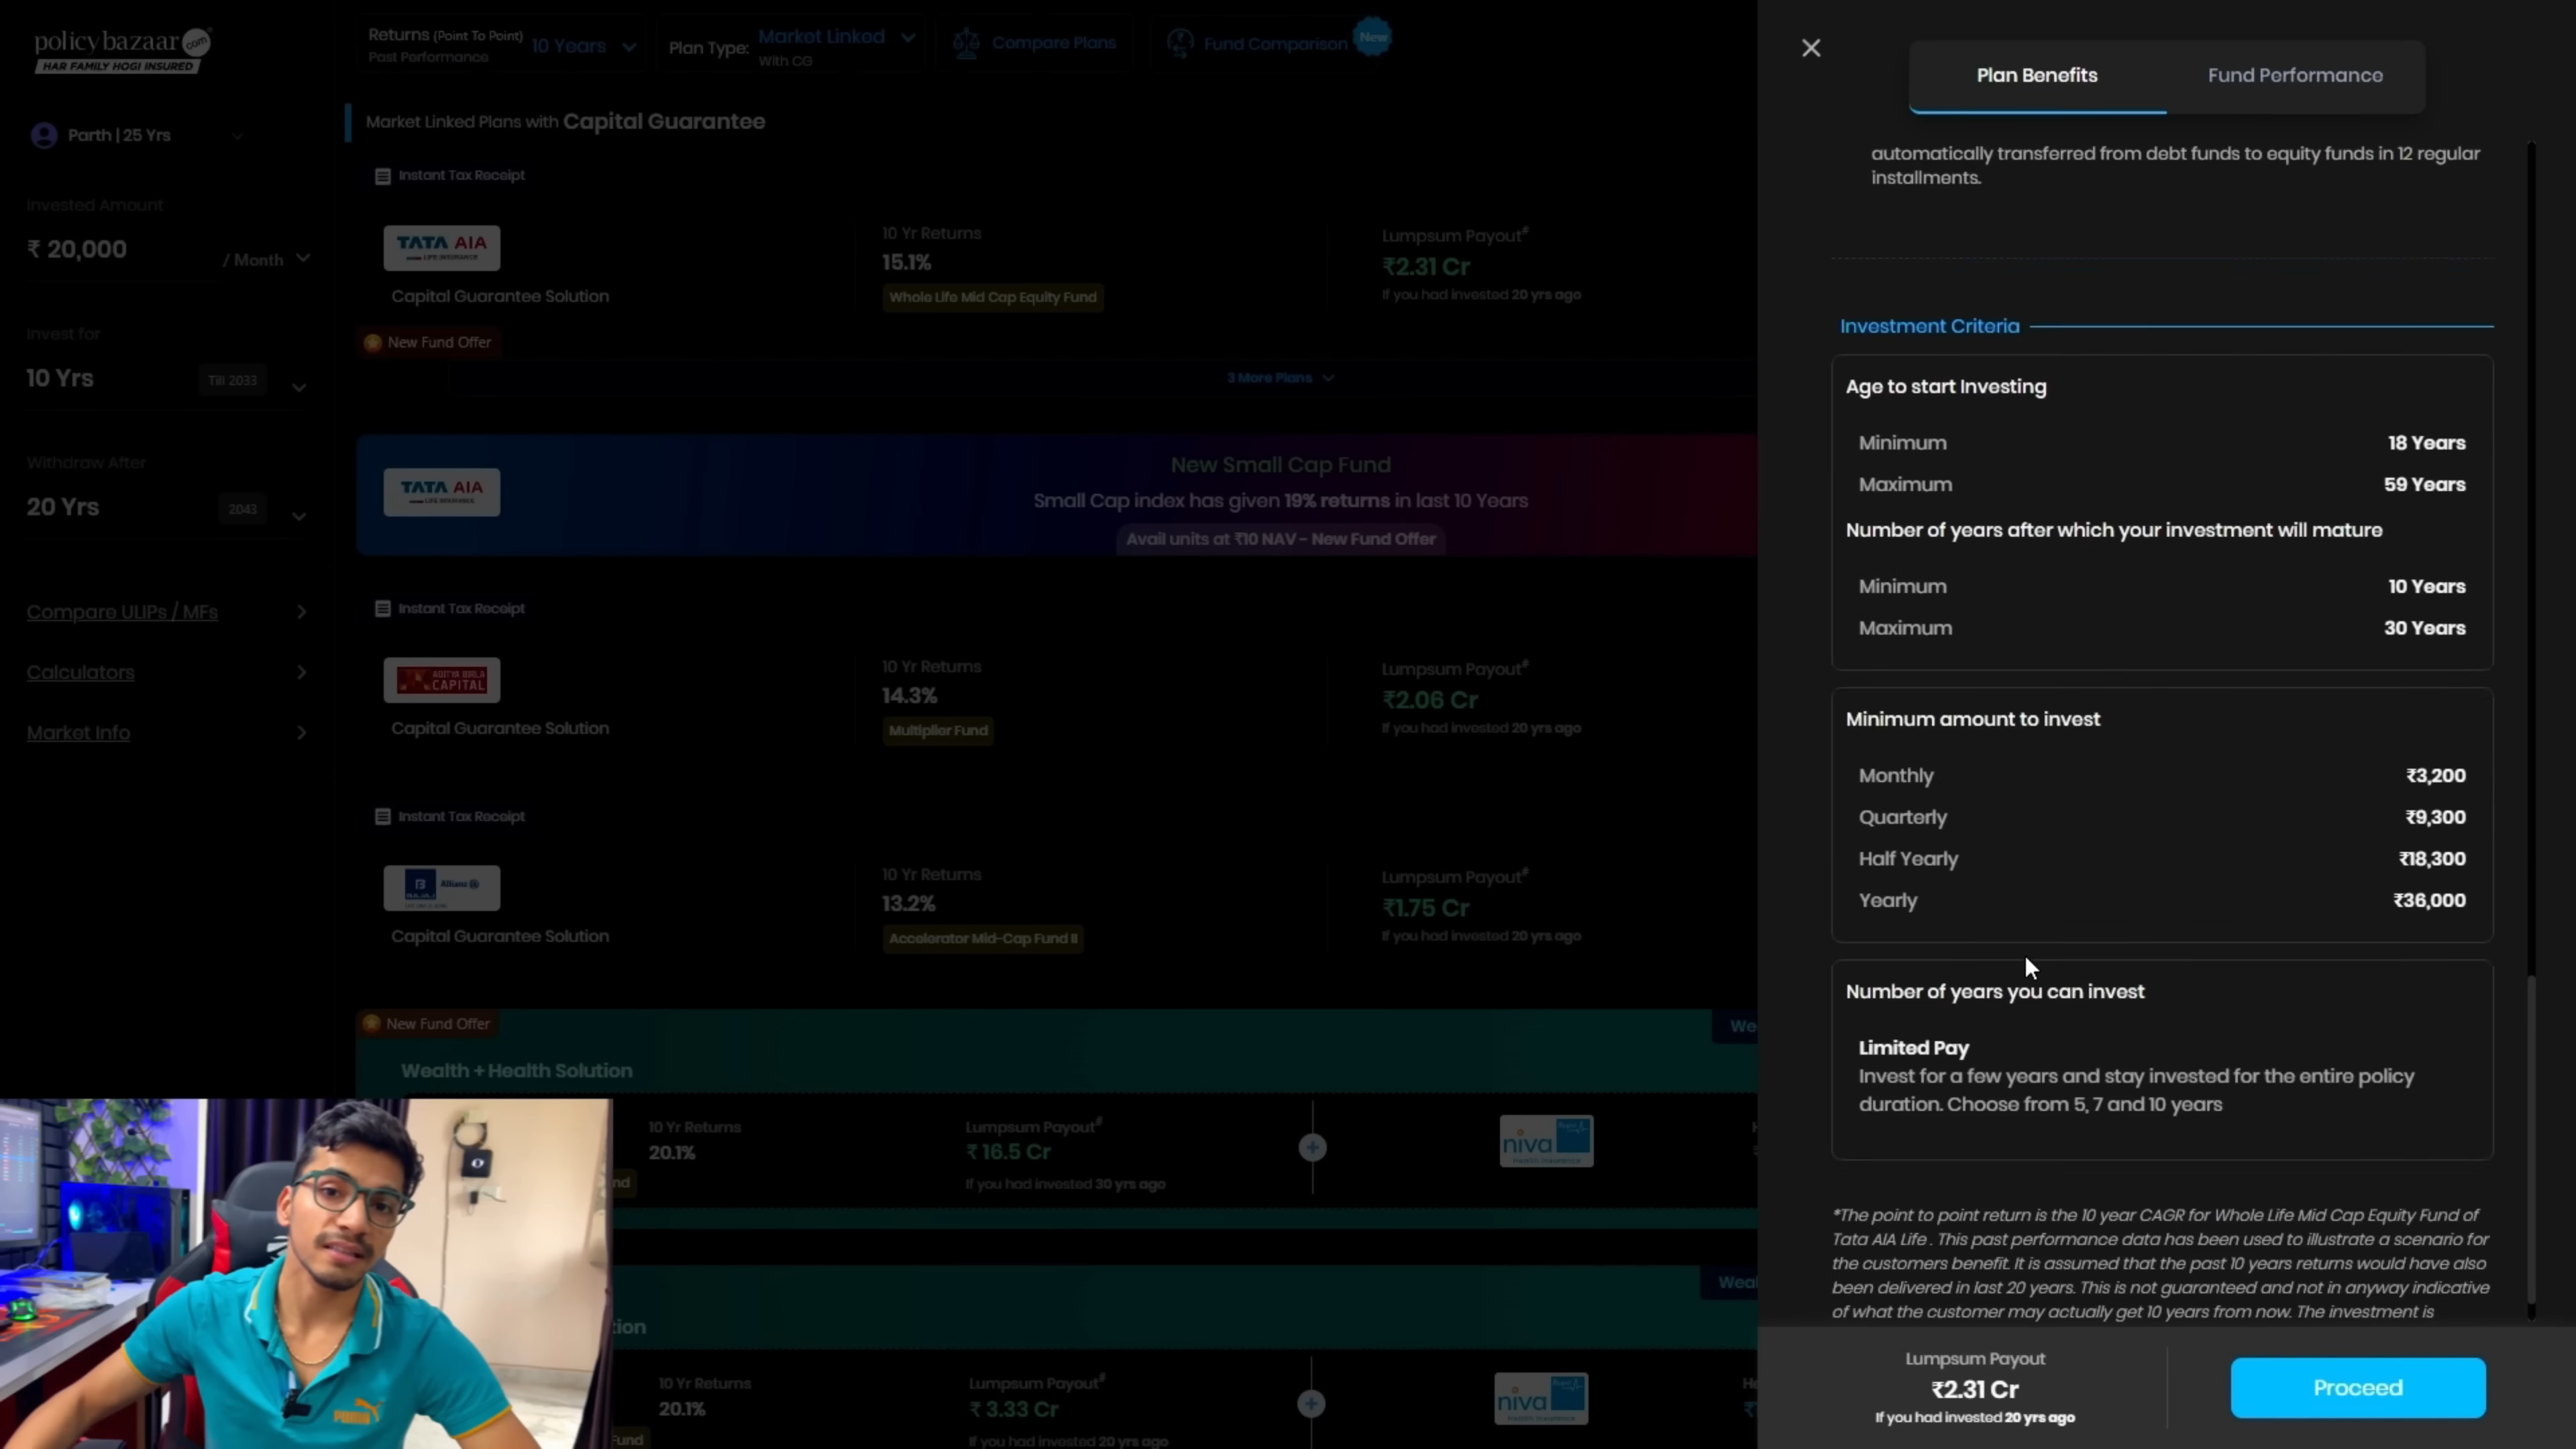 policybazaar com
HAR FAMILY HOGI INSURED
Parth | 25 Yrs
Invested Amount
₹ 20,000
/ Month
Invest for
10 Yrs
Till 2033
Withdraw After
20 Yrs
2043
Compare ULIPs / MFs
Calculators
Market Info
Returns (Point To Point)
Past Performance
10 Years
Plan Type:
Market Linked
With CG
Compare Plans
Fund Comparison
New
Market Linked Plans with Capital Guarantee
Instant Tax Receipt
TATA AIA
LIFE INSURANCE
Capital Guarantee Solution
10 Yr Returns
15.1%
Whole Life Mid Cap Equity Fund
Lumpsum Payout#
₹2.31 Cr
If you had invested 20 yrs ago
New Fund Offer
3 More Plans
TATA AIA
LIFE INSURANCE
New Small Cap Fund
Small Cap index has given 19% returns in last 10 Years
Avail units at ₹10 NAV - New Fund Offer
Instant Tax Receipt
ADITYA BIRLA
CAPITAL
Capital Guarantee Solution
10 Yr Returns
14.3%
Multiplier Fund
Lumpsum Payout#
₹2.06 Cr
If you had invested 20 yrs ago
Instant Tax Receipt
Allianz
Capital Guarantee Solution
10 Yr Returns
13.2%
Accelerator Mid-Cap Fund II
Lumpsum Payout#
₹1.75 Cr
If you had invested 20 yrs ago
New Fund Offer
We
Wealth + Health Solution
10 Yr Returns
20.1%
nd
Lumpsum Payout#
₹ 16.5 Cr
If you had invested 30 yrs ago
niva
Health Insurance
Weal
tion
10 Yr Returns
20.1%
Fund
Lumpsum Payout#
₹ 3.33 Cr
If you had invested 20 yrs ago
niva
Health Insurance
He
PUMA
Plan Benefits
Fund Performance
automatically transferred from debt funds to equity funds in 12 regular
installments.
Investment Criteria
Age to start Investing
Minimum 18 Years
Maximum 59 Years
Number of years after which your investment will mature
Minimum 10 Years
Maximum 30 Years
Minimum amount to invest
Monthly ₹3,200
Quarterly ₹9,300
Half Yearly ₹18,300
Yearly ₹36,000
Number of years you can invest
Limited Pay
Invest for a few years and stay invested for the entire policy
duration. Choose from 5, 7 and 10 years
*The point to point return is the 10 year CAGR for Whole Life Mid Cap Equity Fund of
Tata AIA Life . This past performance data has been used to illustrate a scenario for
the customers benefit. It is assumed that the past 10 years returns would have also
been delivered in last 20 years. This is not guaranteed and not in anyway indicative
of what the customer may actually get 10 years from now. The investment is
Lumpsum Payout
₹2.31 Cr
If you had invested 20 yrs ago
Proceed